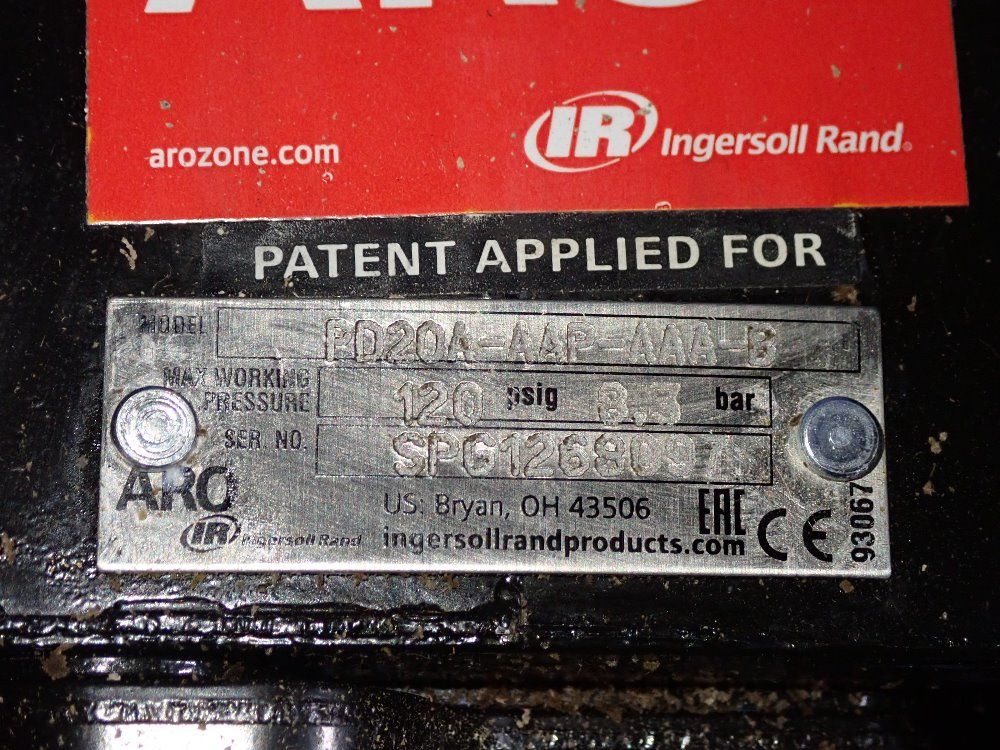 arozone.com
IR Ingersoll Rand®
PATENT APPLIED FOR
MODEL PD20A-AAP-AAA-B
MAX WORKING
PRESSURE 120 psig 8.3 bar
SER. NO.
ARO
US: Bryan, OH 43506
EAC CE
IR Ingersoll Rand
ingersollrandproducts.com
93067